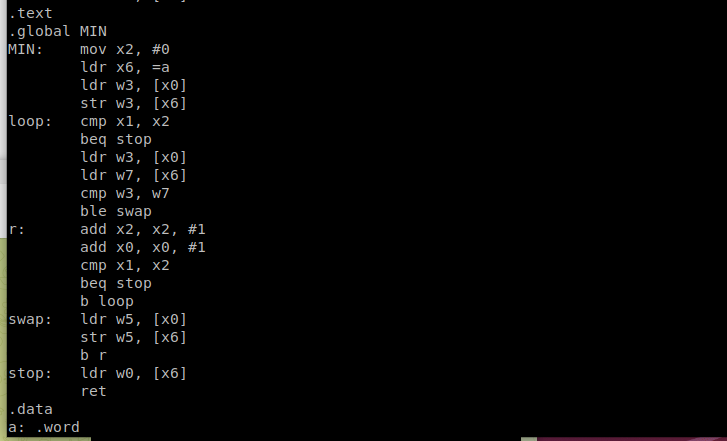 .text
.global MIN
MIN:    mov x2, #0
        ldr x6, =a
        ldr w3, [x0]
        str w3, [x6]
loop:   cmp x1, x2
        beq stop
        ldr w3, [x0]
        ldr w7, [x6]
        cmp w3, w7
        ble swap
r:      add x2, x2, #1
        add x0, x0, #1
        cmp x1, x2
        beq stop
        b loop
swap:   ldr w5, [x0]
        str w5, [x6]
        b r
stop:   ldr w0, [x6]
        ret
.data
a: .word